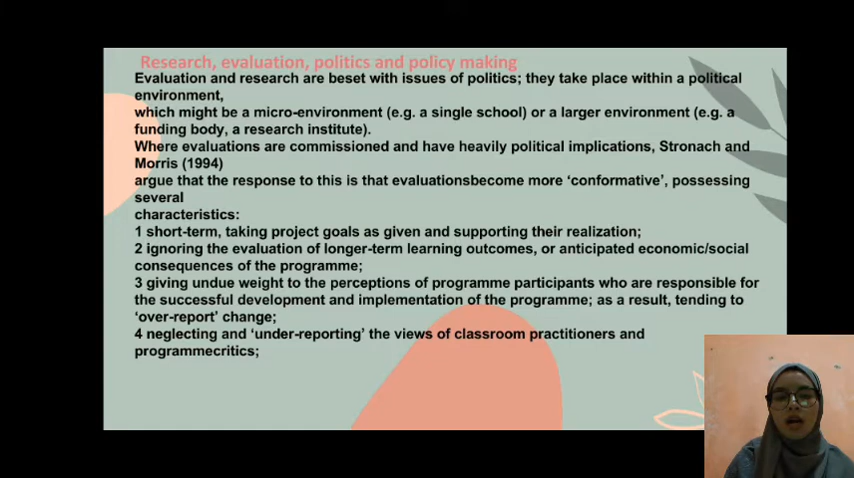 Research, evaluation, politics and policy making
Evaluation and research are beset with issues of politics; they take place within a political
environment,
which might be a micro-environment (e.g. a single school) or a larger environment (e.g. a
funding body, a research institute).
Where evaluations are commissioned and have heavily political implications, Stronach and
Morris (1994)
argue that the response to this is that evaluationsbecome more ‘conformative’, possessing
several
characteristics:
1 short-term, taking project goals as given and supporting their realization;
2 ignoring the evaluation of longer-term learning outcomes, or anticipated economic/social
consequences of the programme;
3 giving undue weight to the perceptions of programme participants who are responsible for
the successful development and implementation of the programme; as a result, tending to
‘over-report’ change;
4 neglecting and ‘under-reporting’ the views of classroom practitioners and
programmecritics;